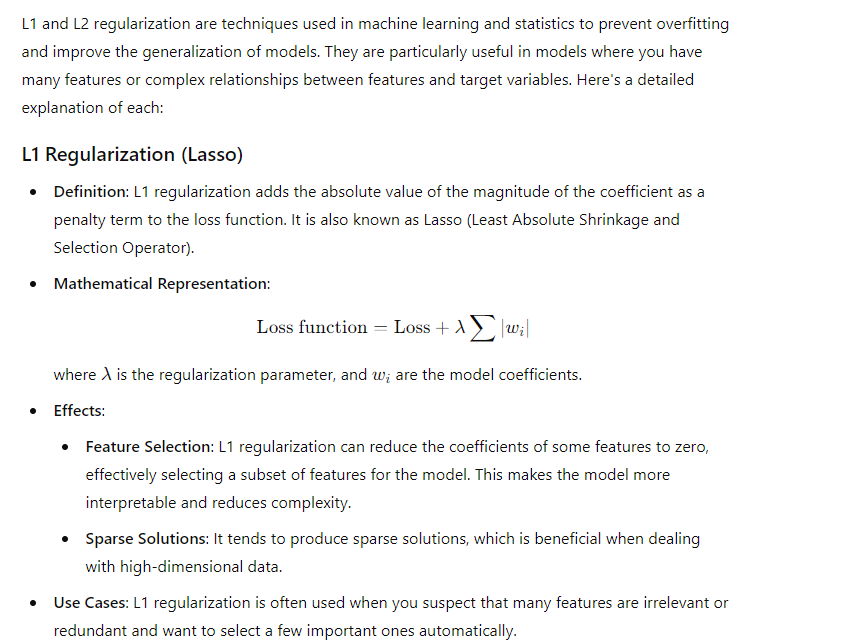 L1 and L2 regularization are techniques used in machine learning and statistics to prevent overfitting
and improve the generalization of models. They are particularly useful in models where you have
many features or complex relationships between features and target variables. Here's a detailed
explanation of each:
L1 Regularization (Lasso)
• Definition: L1 regularization adds the absolute value of the magnitude of the coefficient as a
penalty term to the loss function. It is also known as Lasso (Least Absolute Shrinkage and
Selection Operator).
• Mathematical Representation:
Loss function = Loss + λ ∑ |wᵢ|
where λ is the regularization parameter, and wᵢ are the model coefficients.
• Effects:
• Feature Selection: L1 regularization can reduce the coefficients of some features to zero,
effectively selecting a subset of features for the model. This makes the model more
interpretable and reduces complexity.
• Sparse Solutions: It tends to produce sparse solutions, which is beneficial when dealing
with high-dimensional data.
• Use Cases: L1 regularization is often used when you suspect that many features are irrelevant or
redundant and want to select a few important ones automatically.